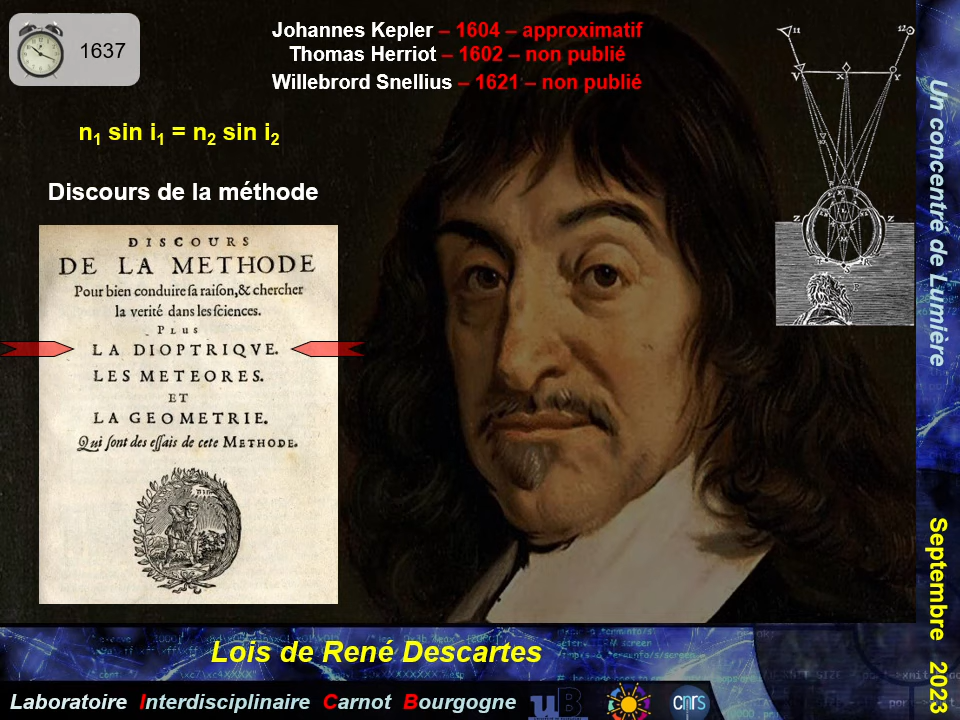 1637
Johannes Kepler – 1604 – approximatif
Thomas Herriot – 1602 – non publié
Willebrord Snellius – 1621 – non publié
n₁ sin i₁ = n₂ sin i₂
Discours de la méthode
DISCOURS
DE LA METHODE
Pour bien conduire ſa raiſon, & chercher
la verité dans les ſciences.
PLUS
LA DIOPTRIQVE.
LES METEORES.
ET
LA GEOMETRIE.
Qui ſont des eſſais de cete METHODE.
Un concentré de Lumière
Septembre 2023
Lois de René Descartes
Laboratoire Interdisciplinaire Carnot Bourgogne
uB
cnrs